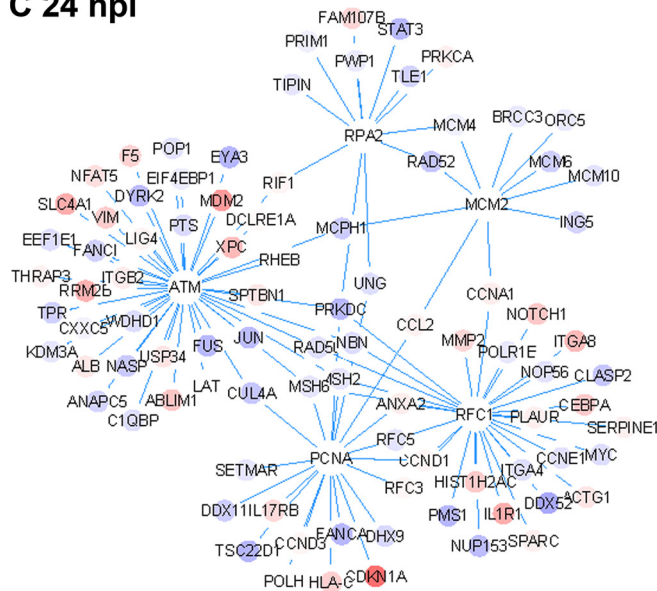 C 24 hpi
FAM107B
STAT3
PRIM1
PWP1
PRKCA
TLE1
TIPIN
RPA2
MCM4
BRCC3
ORC5
RAD52
MCM6
MCM10
MCM2
ING5
F5
POP1
EYA3
NFAT5
EIF4EBP1
RIF1
DYRK2
MDM2
SLC4A1
VIM
PTS
DCLRE1A
MCPH1
EEF1E1
LIG4
XPC
FANCI
RHEB
THRAP3
ITGB2
ATM
UNG
RRM2B
SPTBN1
CCNA1
TPR
PRKDC
NOTCH1
CXXC5
WDHD1
CCL2
MMP2
ITGA8
KDM3A
FUS
JUN
NBN
POLR1E
ALB
NASP
USP34
NOP56
CLASP2
LAT
MSH6
MSH2
ANAPC5
ABLIM1
CUL4A
ANXA2
CEBPA
C1QBP
RFC1
PLAUR
SERPINE1
RFC5
PCNA
CCND1
CCNE1
MYC
SETMAR
ITGA4
RFC3
HIST1H2AC
ACTG1
DDX11
IL17RB
DDX52
PMS1
IL1R1
FANCA
DHX9
TSC22D1
CCND3
NUP153
SPARC
POLH
HLA-C
CDKN1A